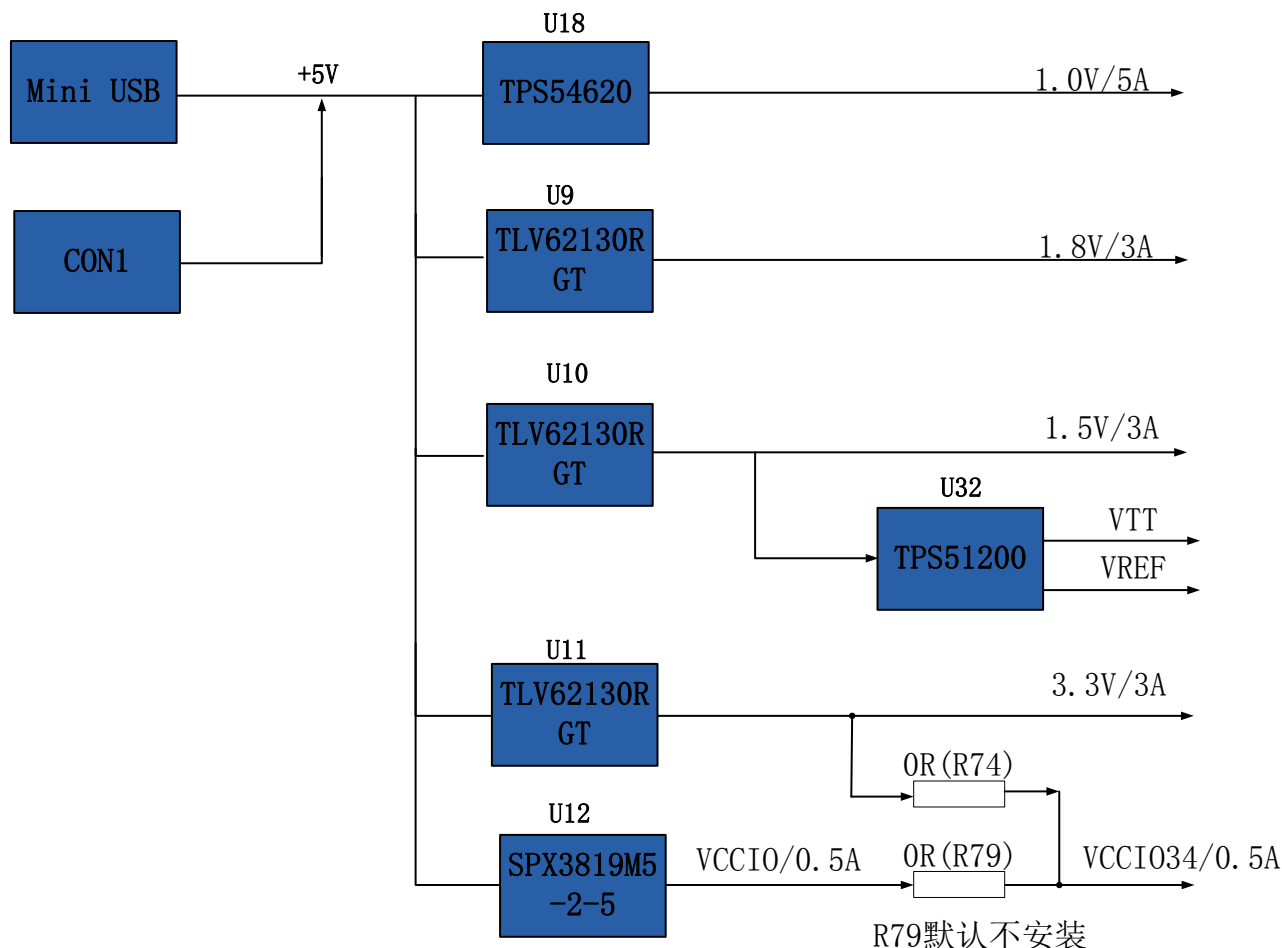 U18
Mini USB
+5V
TPS54620
1.0V/5A
U9
CON1
TLV62130R
GT
1.8V/3A
U10
TLV62130R
GT
1.5V/3A
U32
TPS51200
VTT
VREF
U11
TLV62130R
GT
3.3V/3A
0R(R74)
U12
SPX3819M5
-2-5
VCCIO/0.5A
0R(R79)
VCCIO34/0.5A
R79默认不安装